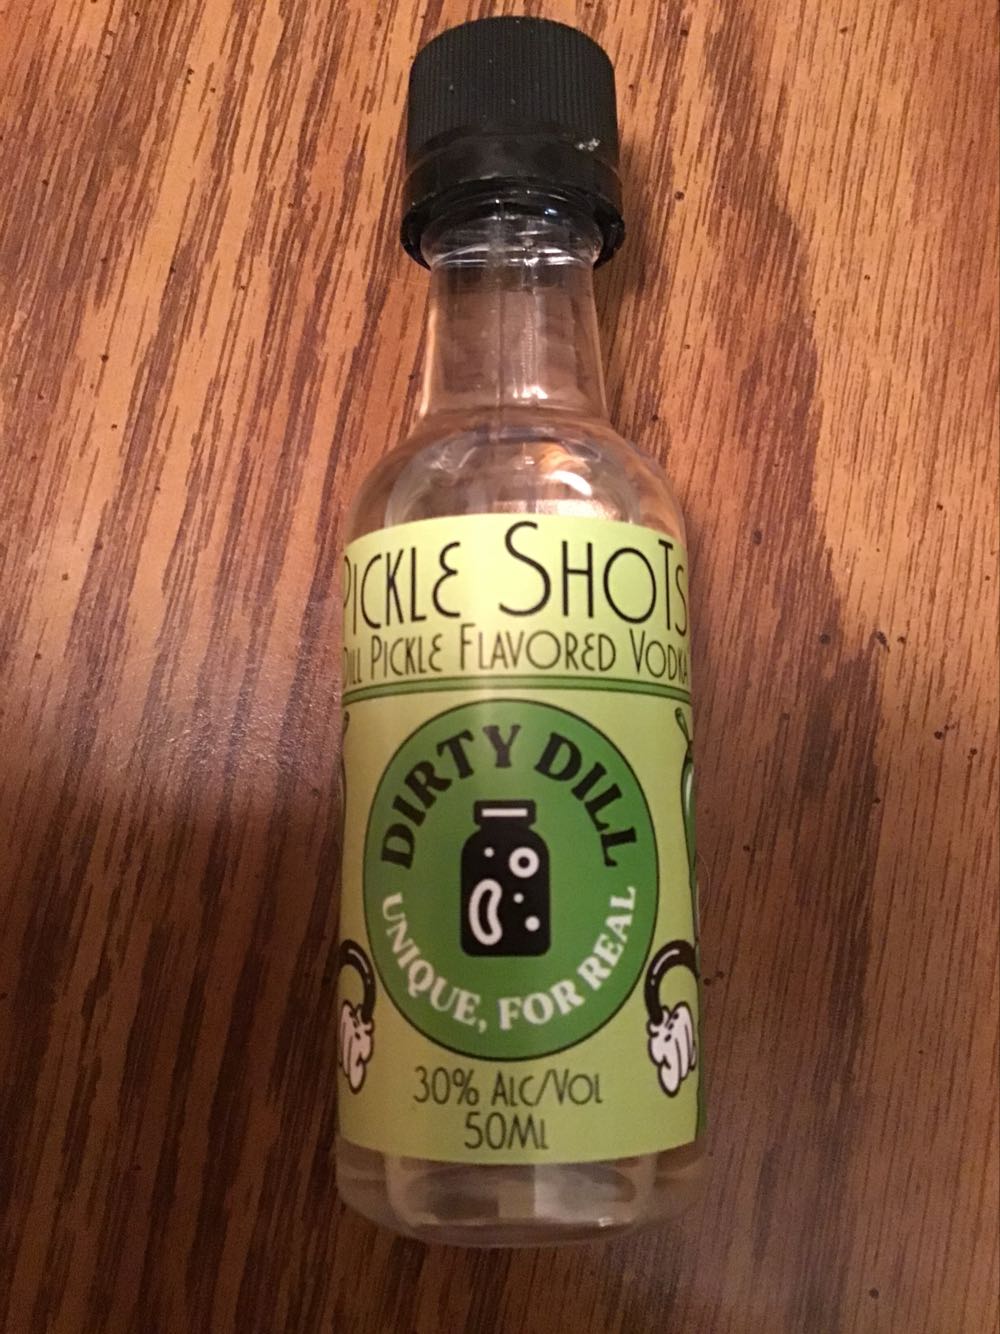 PICKLE SHOTS
DILL PICKLE FLAVORED VODKA
DIRTY DILL
UNIQUE, FOR REAL
30% ALC/VOL
50ML